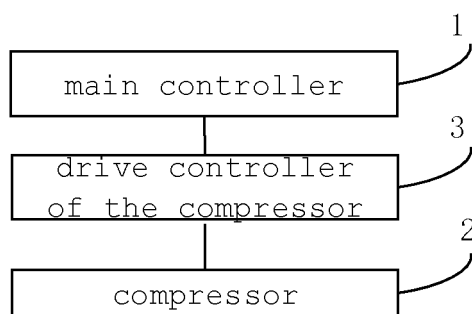 1
main controller
3
drive controller
of the compressor
2
compressor